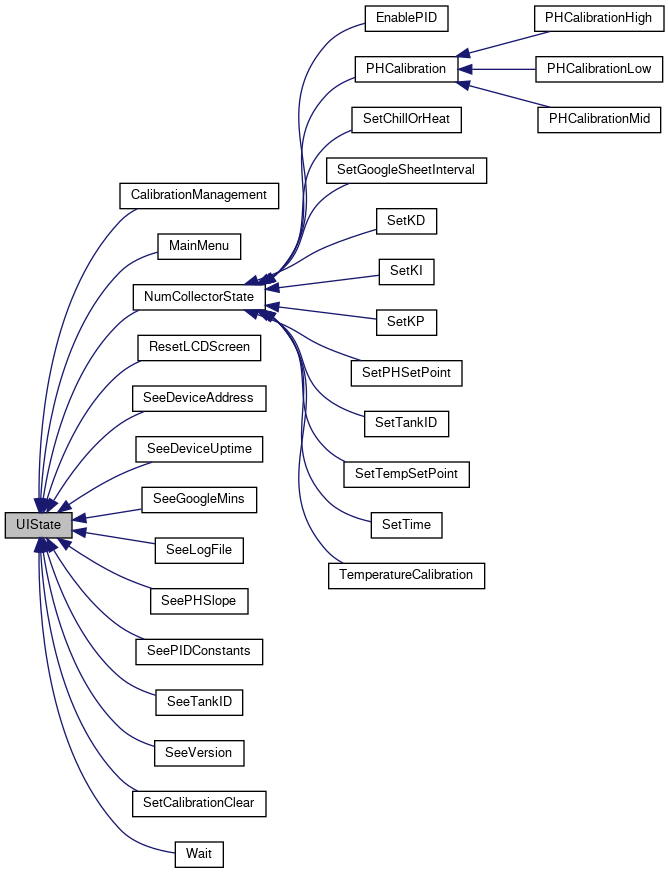 EnablePID
PHCalibrationHigh
PHCalibration
PHCalibrationLow
SetChillOrHeat
PHCalibrationMid
SetGoogleSheetInterval
CalibrationManagement
SetKD
MainMenu
SetKI
NumCollectorState
SetKP
ResetLCDScreen
SetPHSetPoint
SeeDeviceAddress
SetTankID
SeeDeviceUptime
SetTempSetPoint
SeeGoogleMins
UIState
SetTime
SeeLogFile
TemperatureCalibration
SeePHSlope
SeePIDConstants
SeeTankID
SeeVersion
SetCalibrationClear
Wait